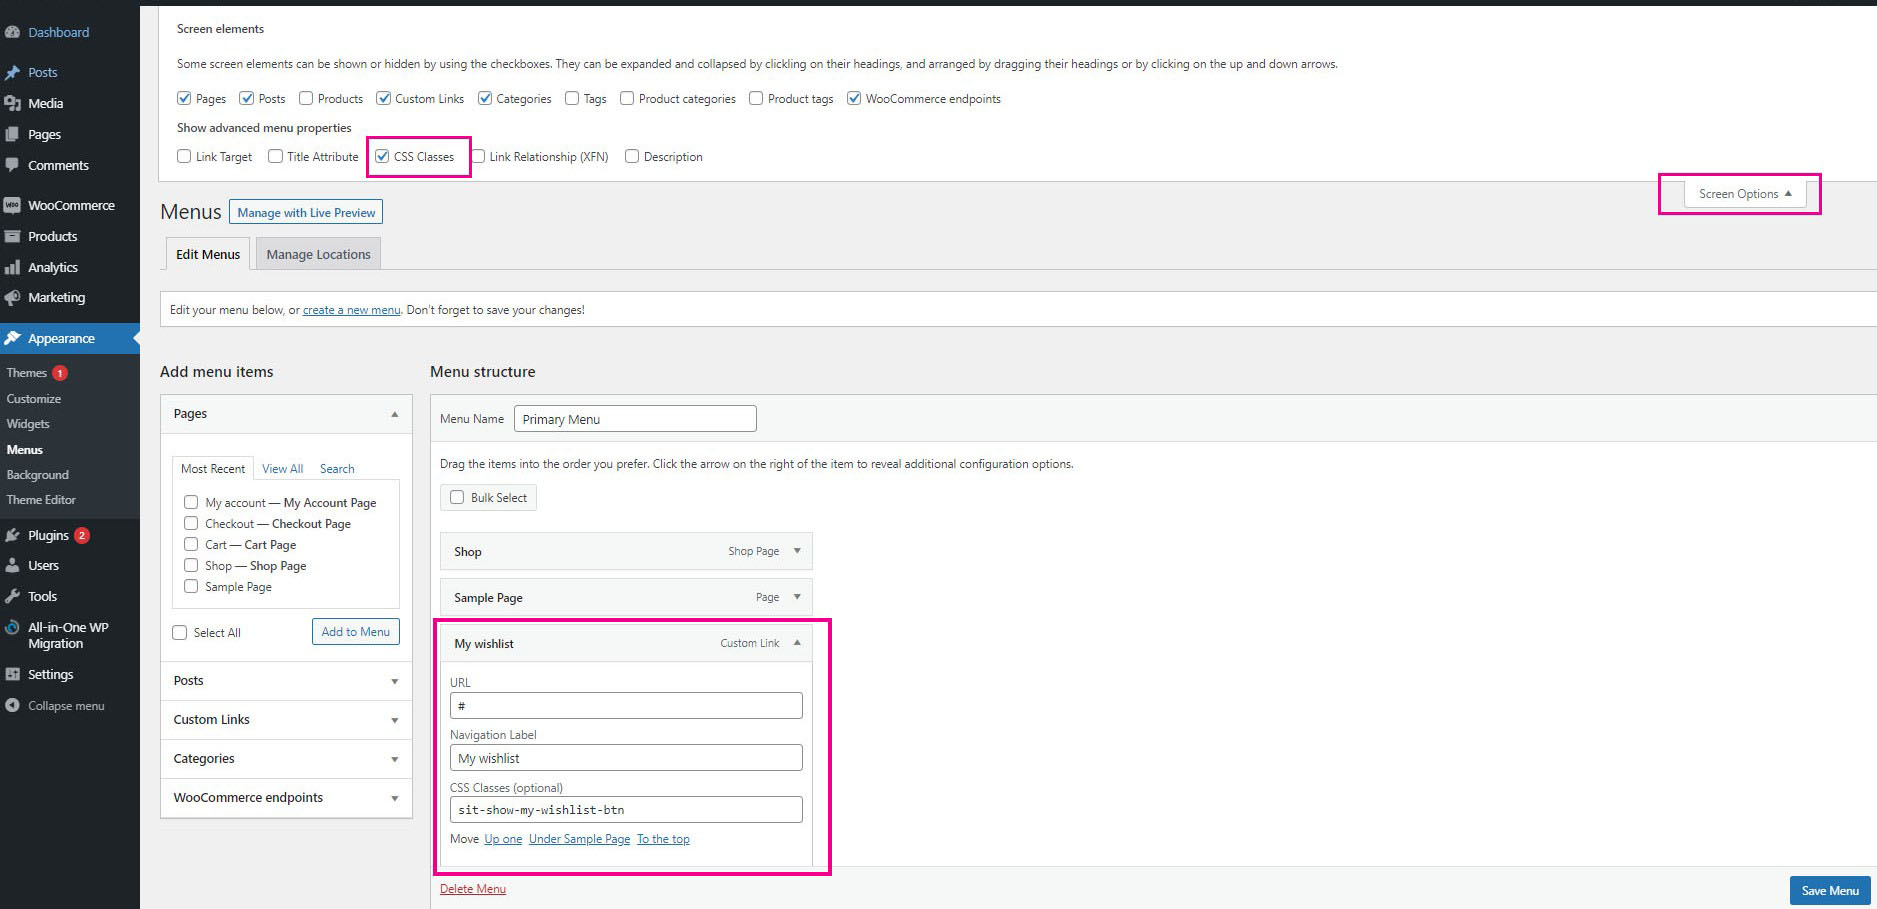 Dashboard
Posts
Media
Pages
Comments
WooCommerce
Products
Analytics
Marketing
Appearance
Themes 1
Customize
Widgets
Menus
Background
Theme Editor
Plugins 2
Users
Tools
All-in-One WP
Migration
Settings
Collapse menu
Screen elements
Some screen elements can be shown or hidden by using the checkboxes. They can be expanded and collapsed by clickling on their headings, and arranged by dragging their headings or by clicking on the up and down arrows.
Pages Posts Products Custom Links Categories Tags Product categories Product tags WooCommerce endpoints
Show advanced menu properties
Link Target Title Attribute CSS Classes Link Relationship (XFN) Description
Screen Options
Menus Manage with Live Preview
Edit Menus Manage Locations
Edit your menu below, or create a new menu. Don't forget to save your changes!
Add menu items
Pages
Most Recent View All Search
My account — My Account Page
Checkout — Checkout Page
Cart — Cart Page
Shop — Shop Page
Sample Page
Select All Add to Menu
Posts
Custom Links
Categories
WooCommerce endpoints
Menu structure
Menu Name Primary Menu
Drag the items into the order you prefer. Click the arrow on the right of the item to reveal additional configuration options.
Bulk Select
Shop Shop Page
Sample Page Page
My wishlist Custom Link
URL
#
Navigation Label
My wishlist
CSS Classes (optional)
sit-show-my-wishlist-btn
Move Up one Under Sample Page To the top
Delete Menu
Save Menu